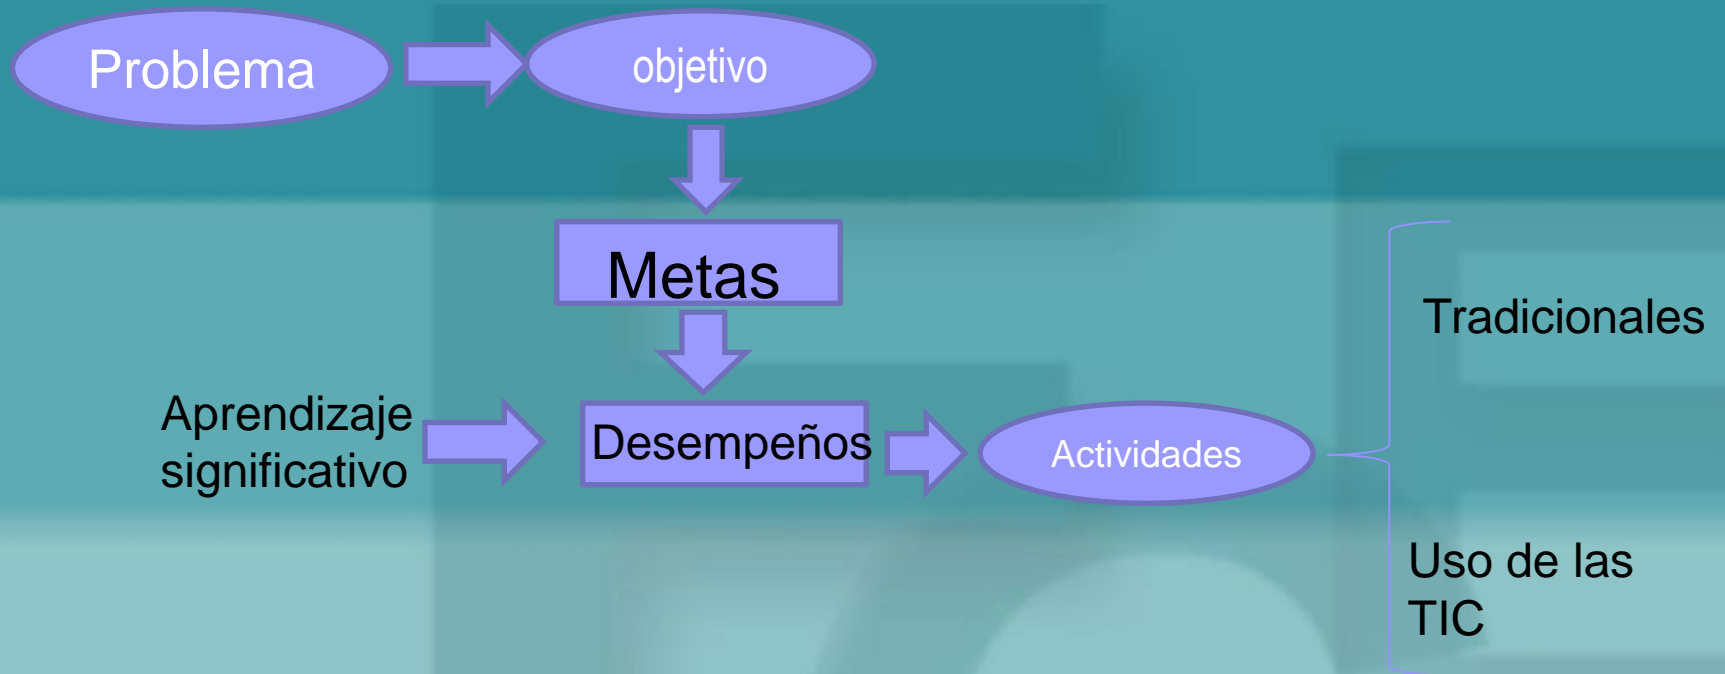 Problema
objetivo
Metas
Tradicionales
Aprendizaje
significativo
Desempeños
Actividades
Uso de las
TIC